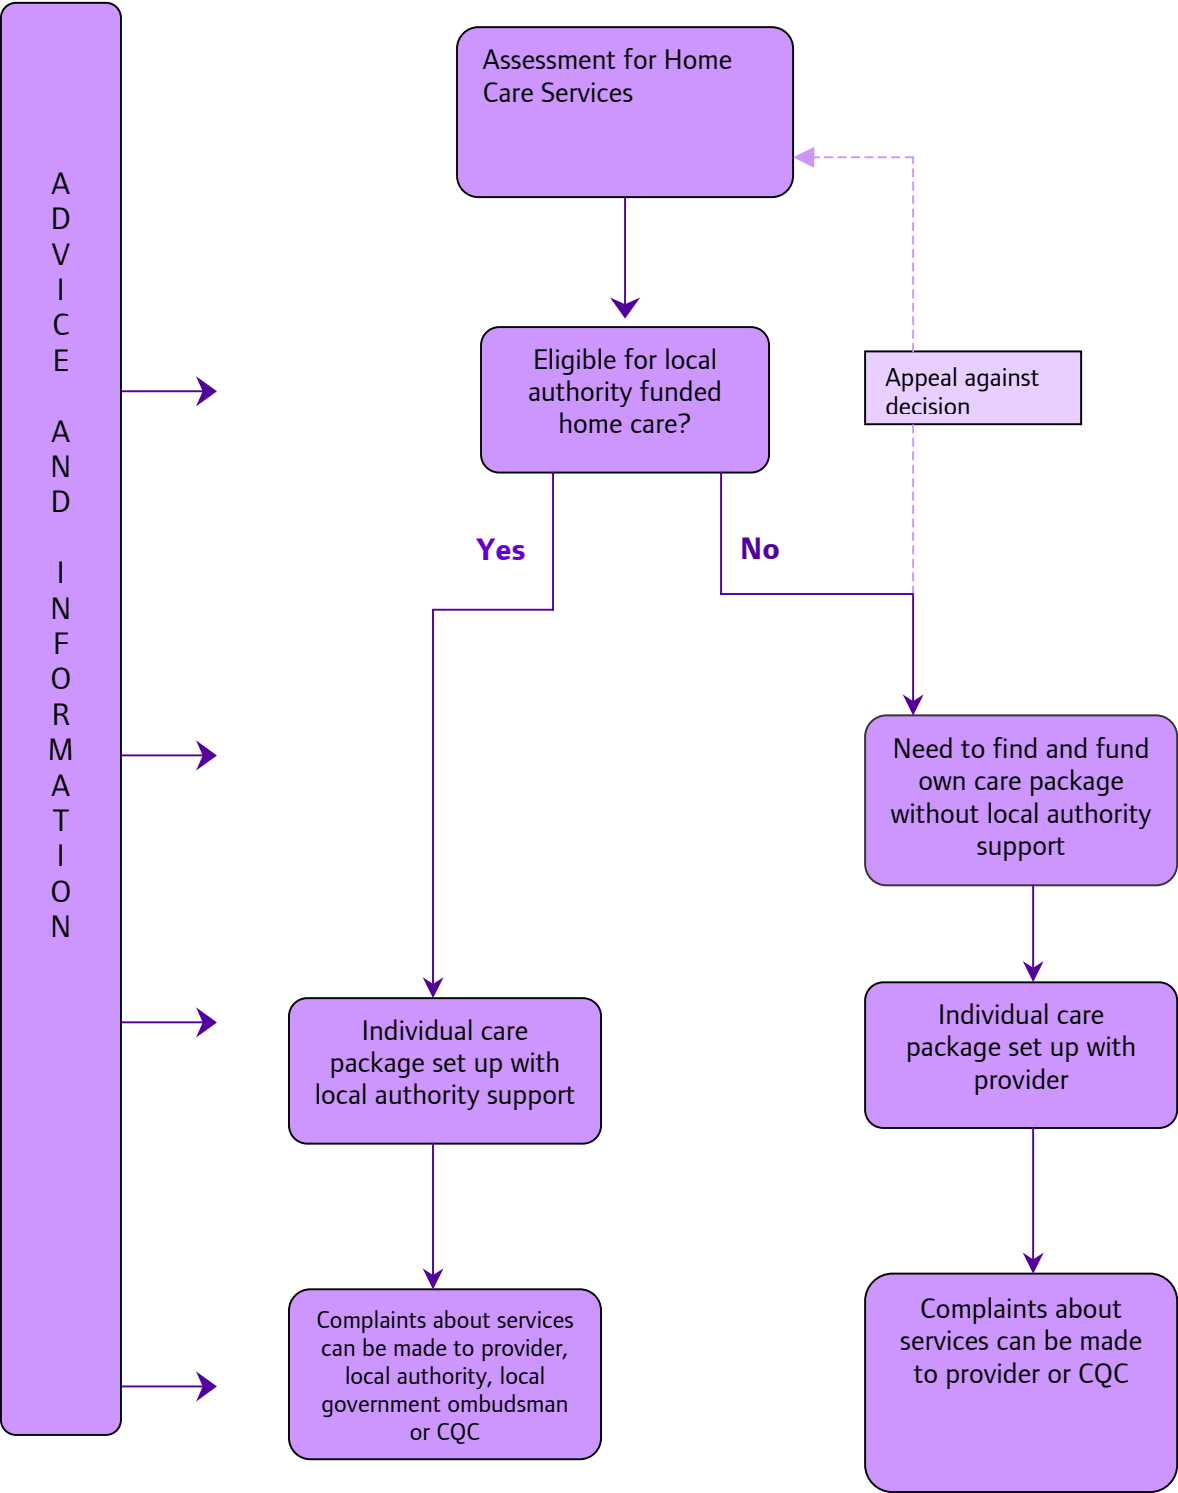 ADVICE AND INFORMATION
Assessment for Home
Care Services
Eligible for local
authority funded
home care?
Appeal against
decision
Yes
No
Need to find and fund
own care package
without local authority
support
Individual care
package set up with
local authority support
Individual care
package set up with
provider
Complaints about services
can be made to provider,
local authority, local
government ombudsman
or CQC
Complaints about
services can be made
to provider or CQC